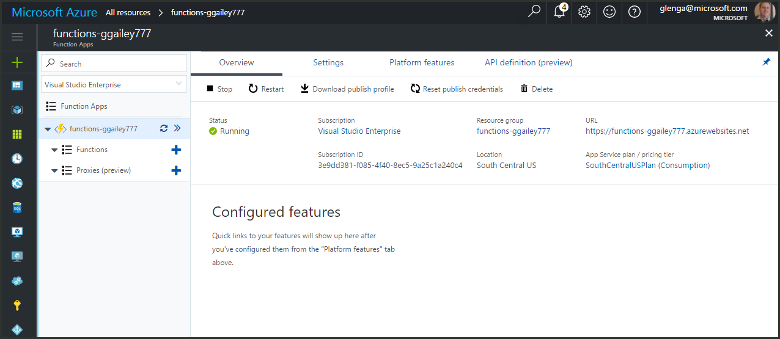 Microsoft Azure All resources > functions-ggailey777
4
glenga@microsoft.com
MICROSOFT
functions-ggailey777
Function Apps
Search
Visual Studio Enterprise
Function Apps
functions-ggailey777
Functions
Proxies (preview)
Overview Settings Platform features API definition (preview)
Stop Restart Download publish profile Reset publish credentials Delete
Status Subscription Resource group URL
Running Visual Studio Enterprise functions-ggailey777 https://functions-ggailey777.azurewebsites.net
Subscription ID Location App Service plan / pricing tier
3e9dd381-f085-4f40-8ec5-9a25c1a240c4 South Central US SouthCentralUSPlan (Consumption)
Configured features
Quick links to your features will show up here after
you've configured them from the "Platform features" tab
above.